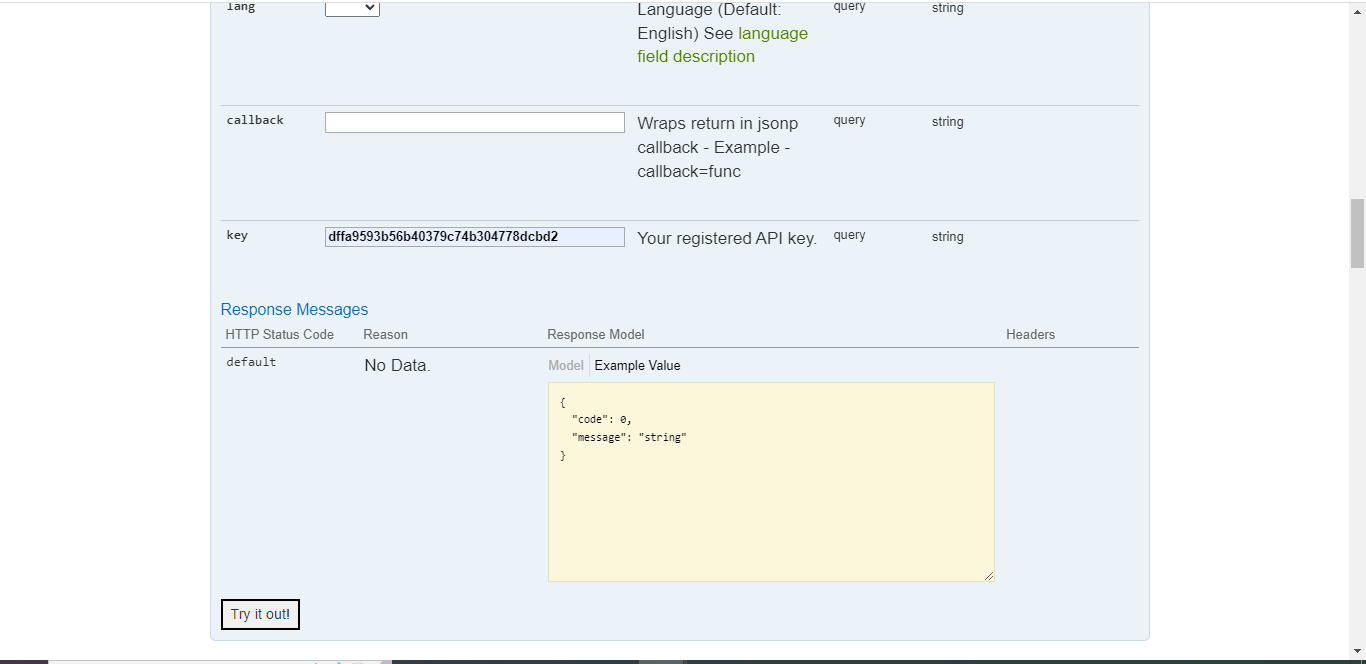 lang
Language (Default:
query
string
English) See language
field description
callback
Wraps return in jsonp
query
string
callback - Example -
callback=func
key
dffa9593b56b40379c74b304778dcbd2
Your registered API key.
query
string
Response Messages
HTTP Status Code Reason Response Model Headers
default
No Data.
Model Example Value
{
"code": 0,
"message": "string"
}
Try it out!